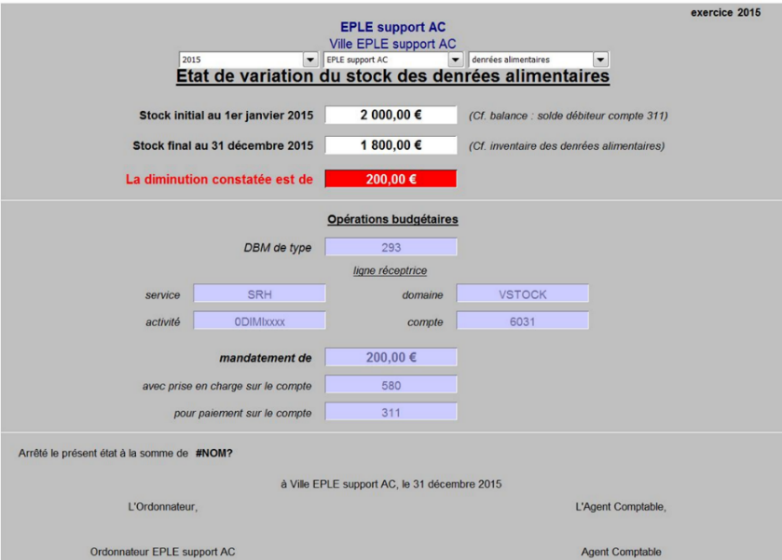 exercice 2015
EPLE support AC
Ville EPLE support AC
2015 EPLE support AC denrées alimentaires
Etat de variation du stock des denrées alimentaires
Stock initial au 1er janvier 2015 2 000,00 € (Cf. balance : solde débiteur compte 311)
Stock final au 31 décembre 2015 1 800,00 € (Cf. inventaire des denrées alimentaires)
La diminution constatée est de 200,00 €
Opérations budgétaires
DBM de type 293
ligne réceptrice
service SRH domaine VSTOCK
activité 0DIMIxxxx compte 6031
mandatement de 200,00 €
avec prise en charge sur le compte 580
pour paiement sur le compte 311
Arrêté le présent état à la somme de #NOM?
à Ville EPLE support AC, le 31 décembre 2015
L'Ordonnateur, L'Agent Comptable,
Ordonnateur EPLE support AC Agent Comptable